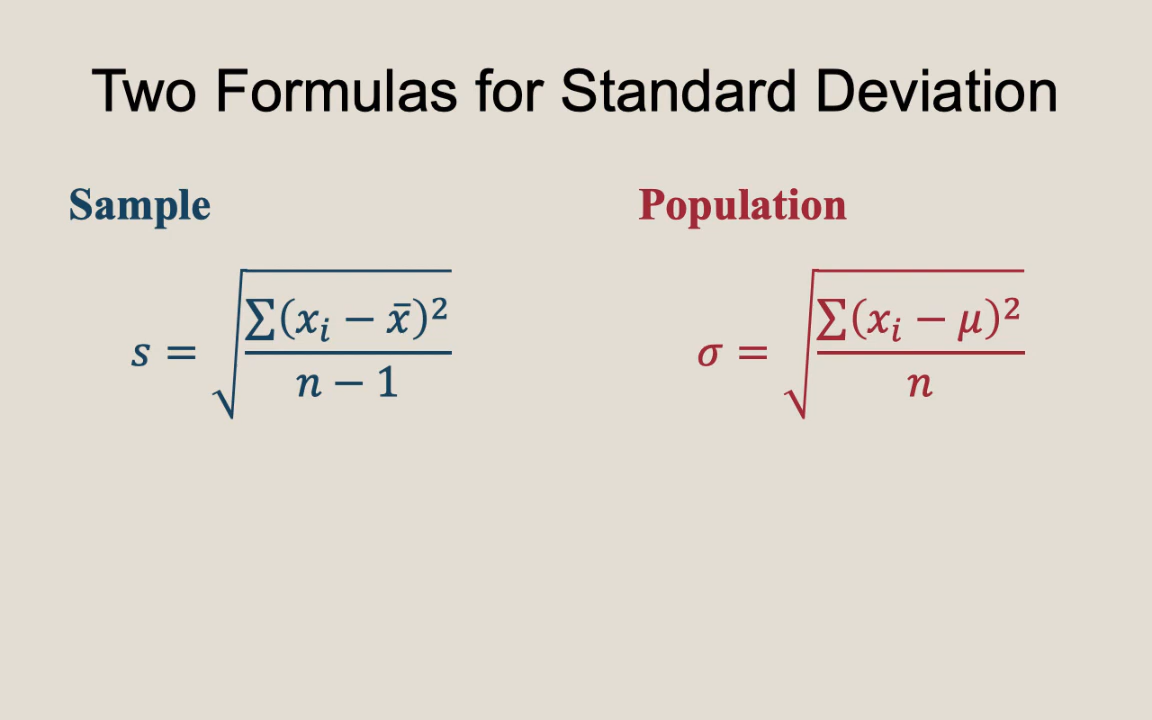 Two Formulas for Standard Deviation
Sample
s = √(∑(xᵢ − x̄)² / (n − 1))
Population
σ = √(∑(xᵢ − μ)² / n)